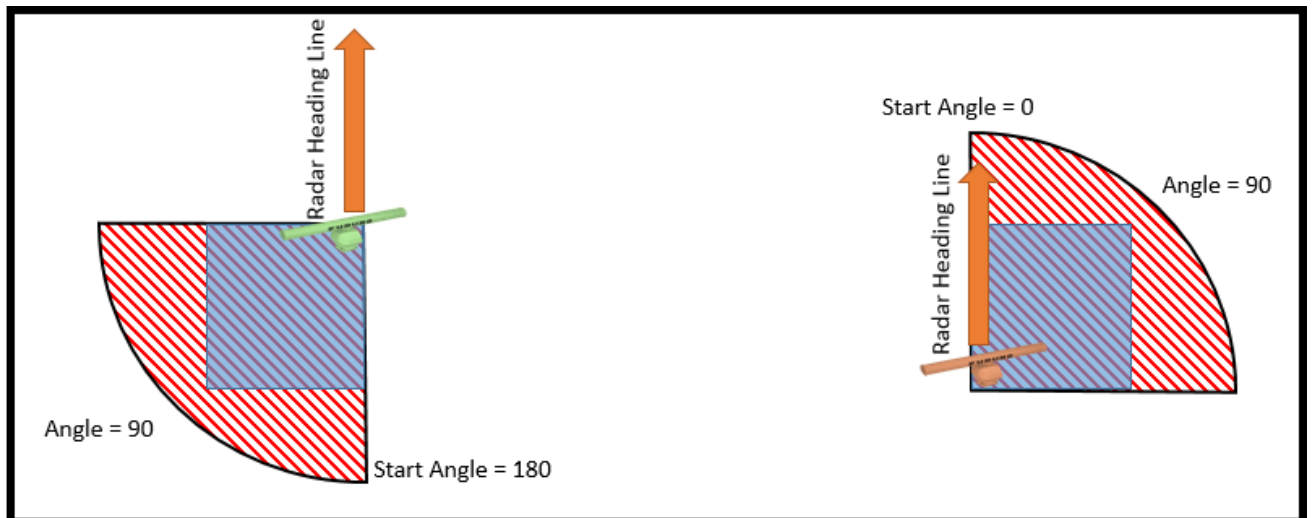 Radar Heading Line
Angle = 90
Start Angle = 180
Start Angle = 0
Radar Heading Line
Angle = 90